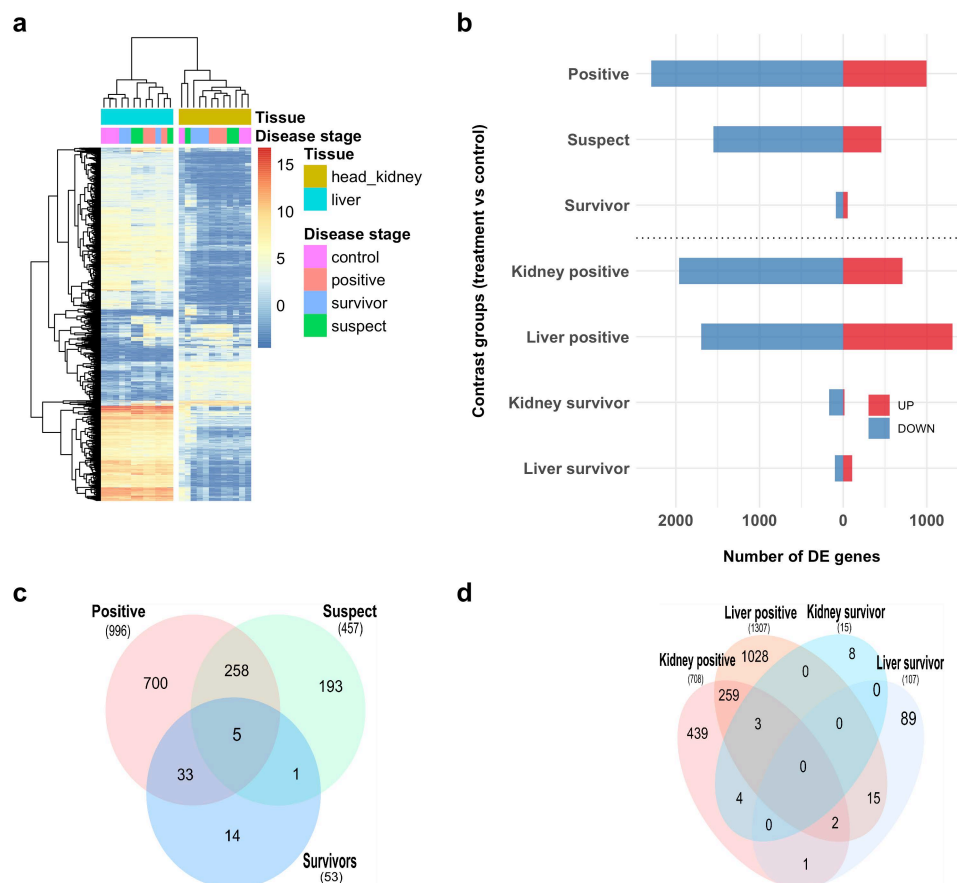 a
Tissue
Disease stage
15
10
5
0
Tissue
head_kidney
liver
Disease stage
control
positive
survivor
suspect
b
Contrast groups (treatment vs control)
Positive
Suspect
Survivor
Kidney positive
Liver positive
Kidney survivor
Liver survivor
UP
DOWN
2000 1000 0 1000
Number of DE genes
c
Positive
(996)
Suspect
(457)
700
258
193
5
33
1
14
Survivors
(53)
d
Liver positive
(1307)
Kidney survivor
(15)
Kidney positive
(708)
Liver survivor
(107)
1028
0
8
259
0
439
3
0
89
0
4
15
0
2
1